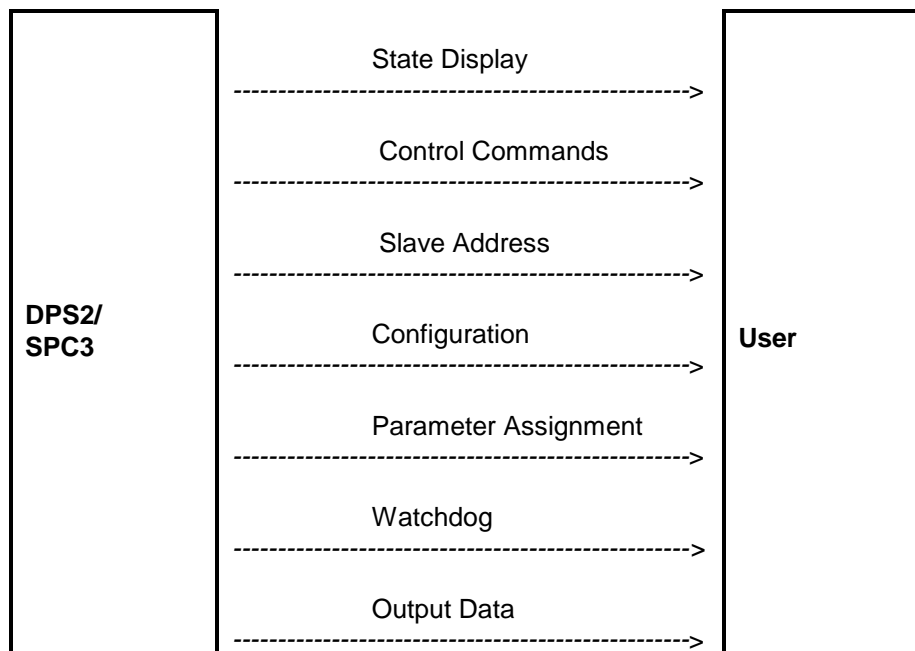 State Display
Control Commands
Slave Address
DPS2/
SPC3
Configuration
User
Parameter Assignment
Watchdog
Output Data